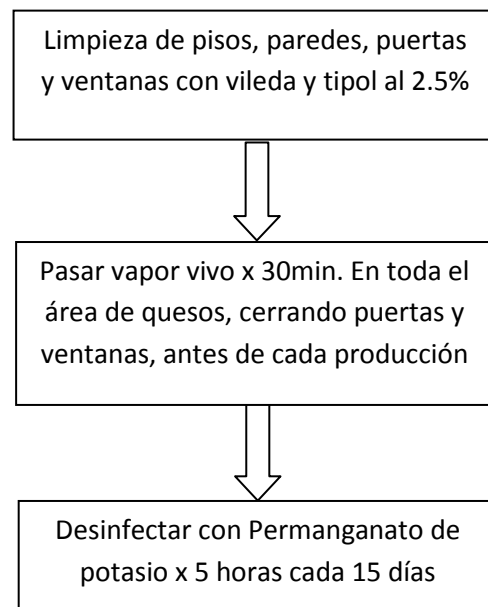 Limpieza de pisos, paredes, puertas
y ventanas con vileda y tipol al 2.5%
Pasar vapor vivo x 30min. En toda el
área de quesos, cerrando puertas y
ventanas, antes de cada producción
Desinfectar con Permanganato de
potasio x 5 horas cada 15 días